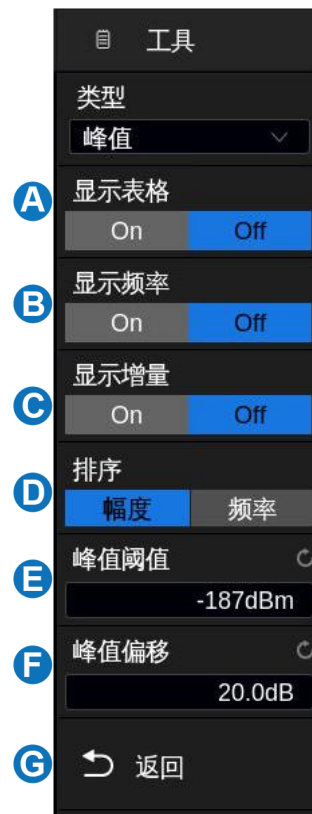 工具
类型
峰值
A 显示表格
On Off
B 显示频率
On Off
C 显示增量
On Off
D 排序
幅度 频率
E 峰值阈值
-187dBm
F 峰值偏移
20.0dB
G 返回